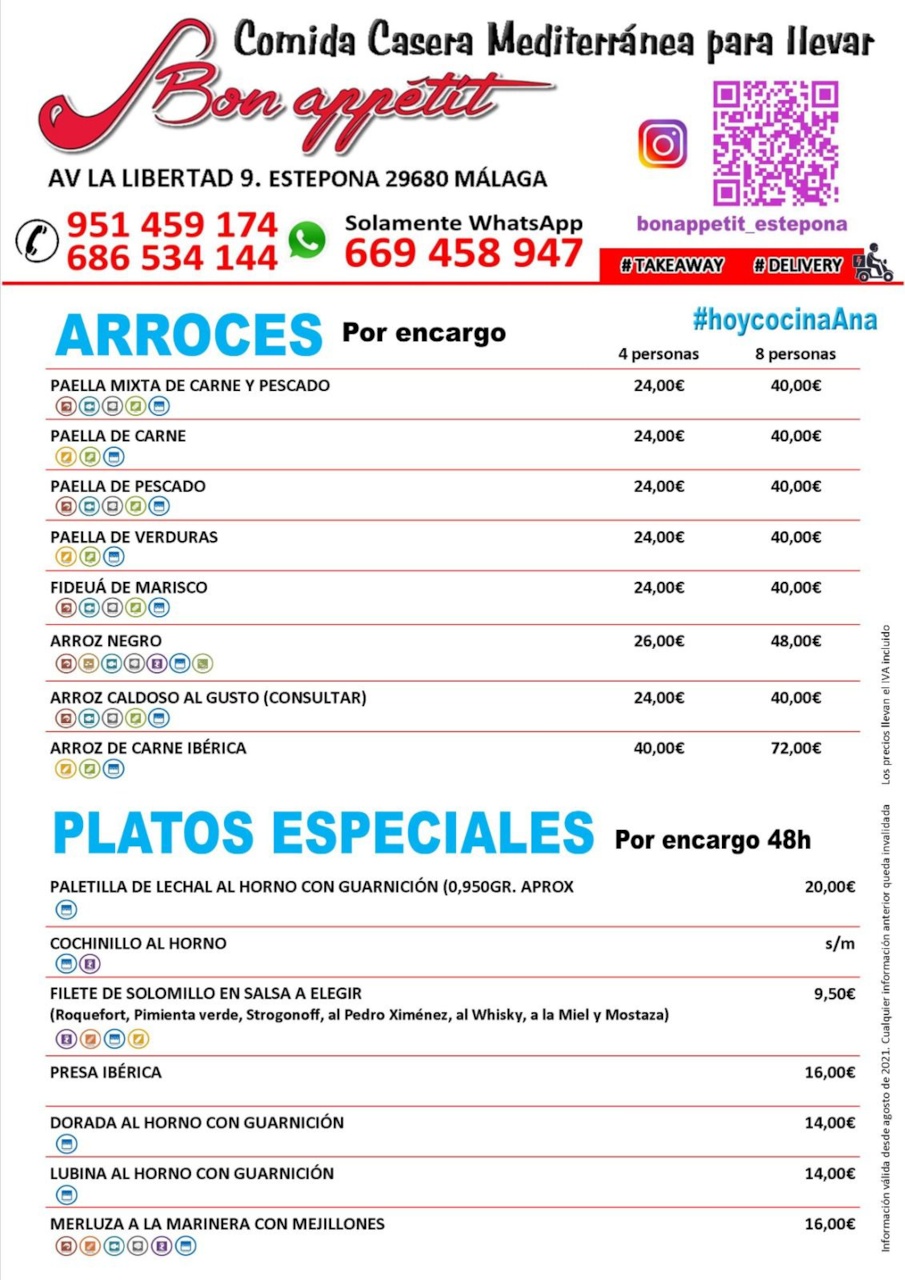 Comida Casera Mediterránea para llevar
Bon appétit
AV LA LIBERTAD 9. ESTEPONA 29680 MÁLAGA
951 459 174
686 534 144
Solamente WhatsApp
669 458 947
bonappetit_estepona
#TAKEAWAY #DELIVERY
ARROCES Por encargo
#hoycocinaAna
4 personas 8 personas
PAELLA MIXTA DE CARNE Y PESCADO 24,00€ 40,00€
PAELLA DE CARNE 24,00€ 40,00€
PAELLA DE PESCADO 24,00€ 40,00€
PAELLA DE VERDURAS 24,00€ 40,00€
FIDEUÁ DE MARISCO 24,00€ 40,00€
ARROZ NEGRO 26,00€ 48,00€
ARROZ CALDOSO AL GUSTO (CONSULTAR) 24,00€ 40,00€
ARROZ DE CARNE IBÉRICA 40,00€ 72,00€
PLATOS ESPECIALES Por encargo 48h
PALETILLA DE LECHAL AL HORNO CON GUARNICIÓN (0,950GR. APROX 20,00€
COCHINILLO AL HORNO s/m
FILETE DE SOLOMILLO EN SALSA A ELEGIR 9,50€
(Roquefort, Pimienta verde, Strogonoff, al Pedro Ximénez, al Whisky, a la Miel y Mostaza)
PRESA IBÉRICA 16,00€
DORADA AL HORNO CON GUARNICIÓN 14,00€
LUBINA AL HORNO CON GUARNICIÓN 14,00€
MERLUZA A LA MARINERA CON MEJILLONES 16,00€
Información válida desde agosto de 2021. Cualquier información anterior queda invalidada Los precios llevan el IVA incluido